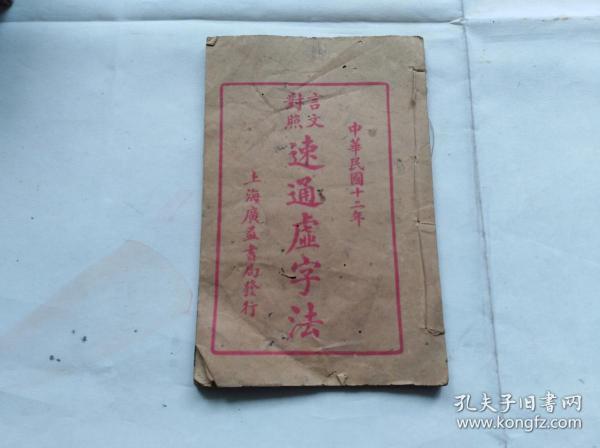 中華民國十二年
言文對照
速通虛字法
上海廣益書局發行
孔夫子旧书网
www.kongfz.com